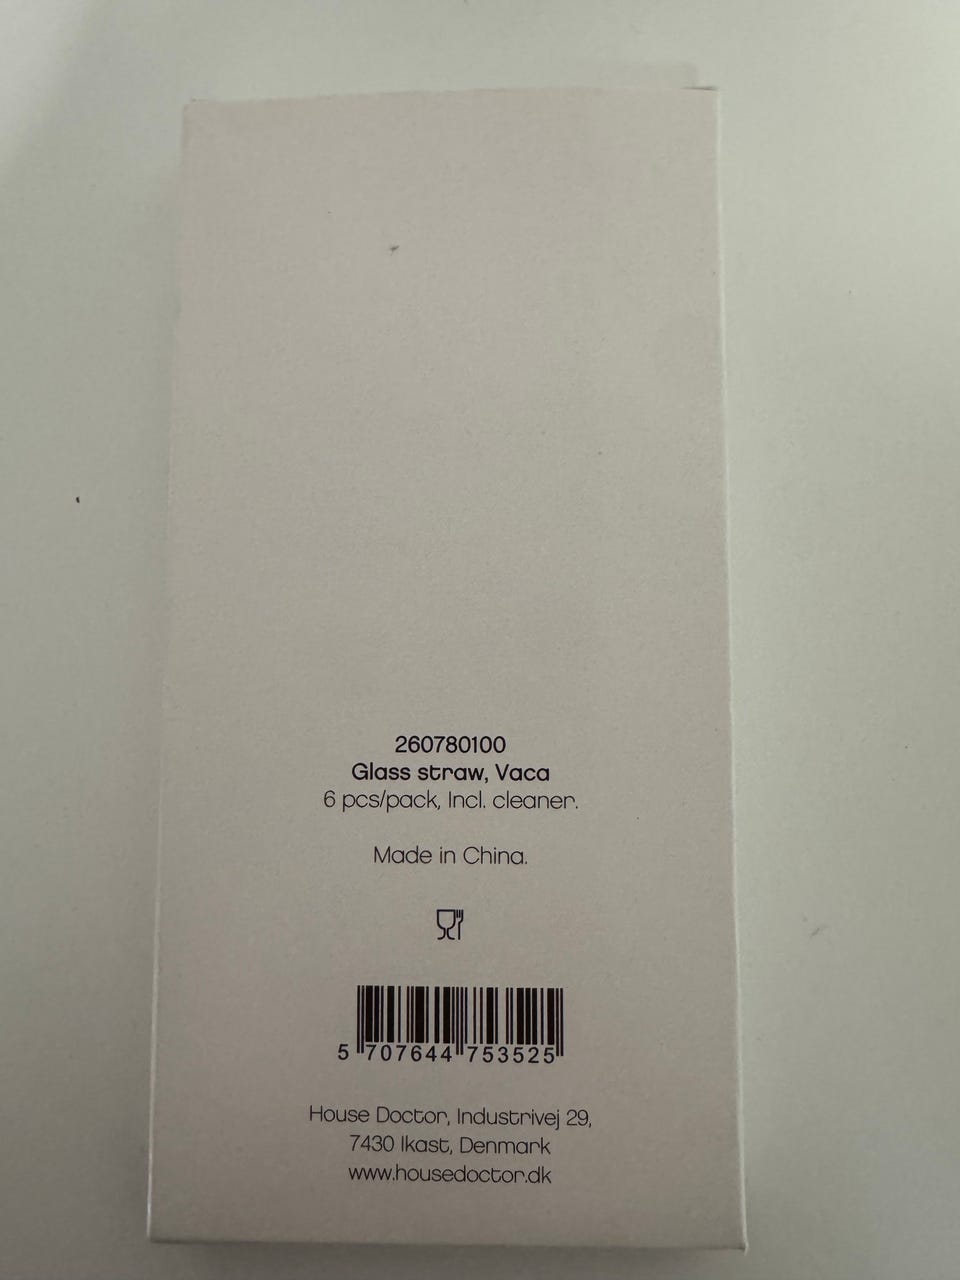 260780100
Glass straw, Vaca
6 pcs/pack, Incl. cleaner.
Made in China.
5 707644 753525
House Doctor, Industrivej 29,
7430 Ikast, Denmark
www.housedoctor.dk